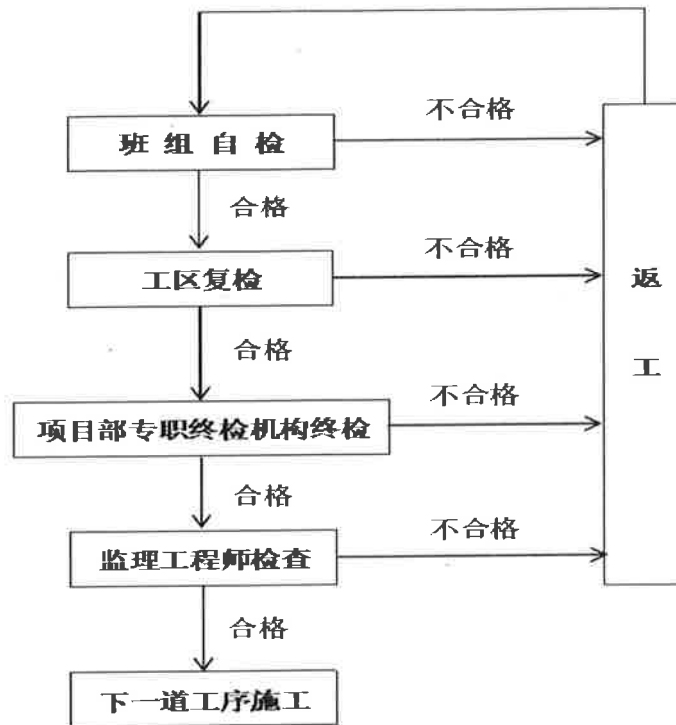 不合格
班组自检
合格
不合格
工区复检
返
合格
工
不合格
项目部专职终检机构终检
合格
不合格
监理工程师检查
合格
下一道工序施工